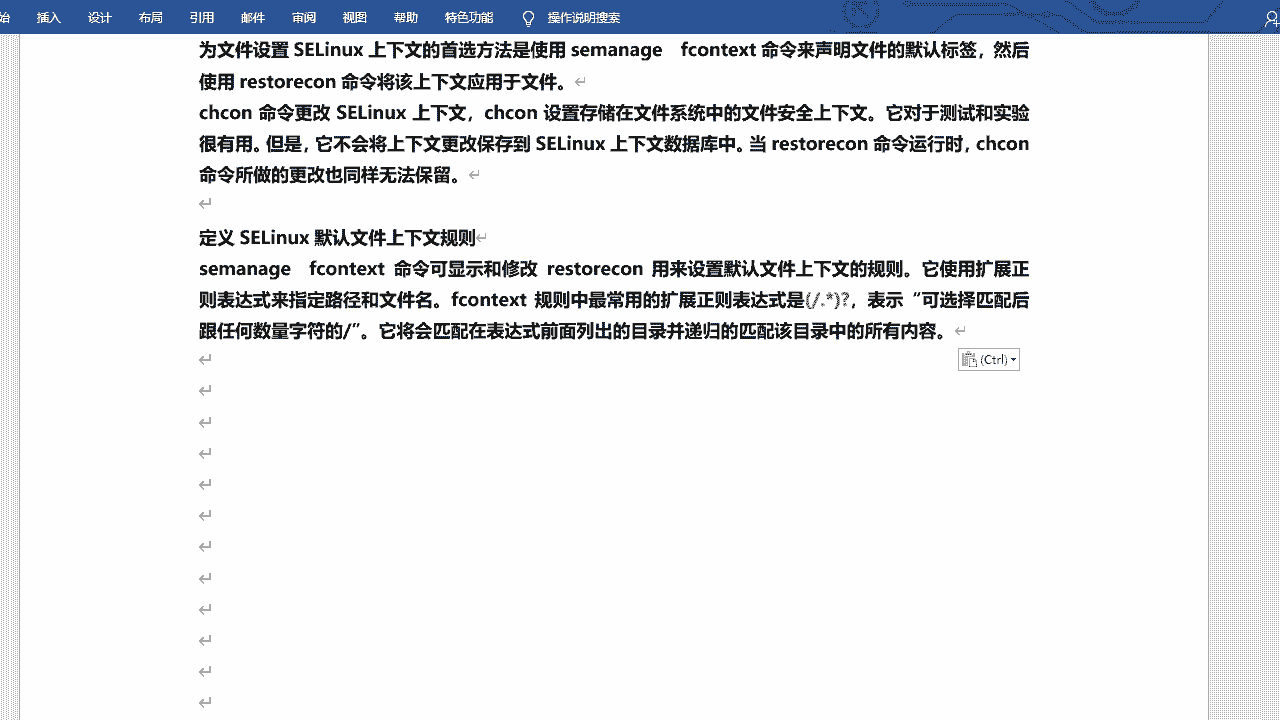 插入 设计 布局 引用 邮件 审阅 视图 帮助 特色功能 操作说明搜索
为文件设置 SELinux 上下文的首选方法是使用 semanage fcontext 命令来声明文件的默认标签，然后
使用 restorecon 命令将该上下文应用于文件。
chcon 命令更改 SELinux 上下文，chcon 设置存储在文件系统中的文件安全上下文。它对于测试和实验
很有用。但是，它不会将上下文更改保存到 SELinux 上下文数据库中。当 restorecon 命令运行时，chcon
命令所做的更改也同样无法保留。
定义 SELinux 默认文件上下文规则
semanage fcontext 命令可显示和修改 restorecon 用来设置默认文件上下文的规则。它使用扩展正
则表达式来指定路径和文件名。fcontext 规则中最常用的扩展正则表达式是(/.*)?，表示“可选择匹配后
跟任何数量字符的/”。它将会匹配在表达式前面列出的目录并递归的匹配该目录中的所有内容。
(Ctrl)